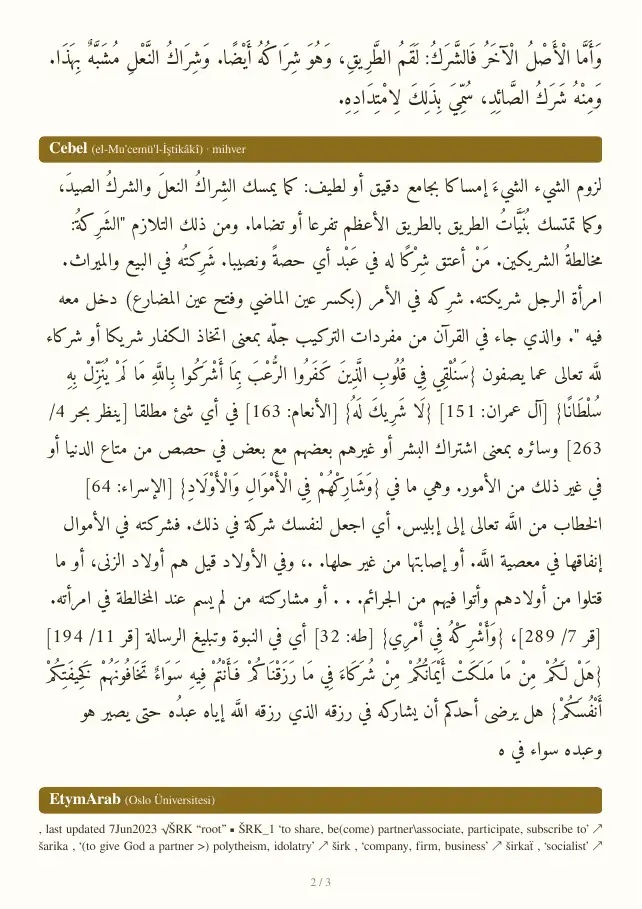 وَأَمَّا الْأَصْلُ الْآخَرُ فَالشَّرَكُ: لَقَمُ الطَّرِيقِ، وَهُوَ شِرَاكُهُ أَيْضًا. وَشِرَاكُ النَّعْلِ مُشَبَّهٌ بِهَذَا.
وَمِنْهُ شَرَكُ الصَّائِدِ، سُمِّيَ بِذَلِكَ لِامْتِدَادِهِ.
Cebel (el-Mu'cemü'l-İştikâkî) · mihver
لزوم الشيء الشيءَ إمساكا بجامع دقيق أو لطيف: كما يمسك الشِراكُ النعلَ والشركُ الصيدَ،
وكما تمتسك بُنَيَّاتُ الطريق بالطريق الأعظم تفرعا أو تضاما. ومن ذلك التلازم "الشَرِكةُ:
مخالطةُ الشريكين. مَنْ أعتق شِرْكًا له في عَبْد أي حصةً ونصيبا. شَرِكتُه في البيع والميراث.
امرأة الرجل شريكته. شرِكه في الأمر (بكسر عين الماضي وفتح عين المضارع) دخل معه
فيه ". والذي جاء في القرآن من مفردات التركيب جلّه بمعنى اتخاذ الكفار شريكا أو شركاء
للَّه تعالى عما يصفون {سَنُلْقِي فِي قُلُوبِ الَّذِينَ كَفَرُوا الرُّعْبَ بِمَا أَشْرَكُوا بِاللَّهِ مَا لَمْ يُنَزِّلْ بِهِ
سُلْطَانًا} [آل عمران: 151] {لَا شَرِيكَ لَهُ} [الأنعام: 163] في أي شئ مطلقا [ينظر بحر 4/
263] وسائره بمعنى اشتراك البشر أو غيرهم بعضهم مع بعض في حصص من متاع الدنيا أو
في غير ذلك من الأمور. وهي ما في {وَشَارِكْهُمْ فِي الْأَمْوَالِ وَالْأَوْلَادِ} [الإسراء: 64]
الخطاب من اللَّه تعالى إلى إبليس. أي اجعل لنفسك شركة في ذلك. فشركته في الأموال
إنفاقها في معصية اللَّه. أو إصابتها من غير حلها. .، وفي الأولاد قيل هم أولاد الزنى، أو ما
قتلوا من أولادهم وأتوا فيهم من الجرائم. . . أو مشاركته من لم يسم عند المخالطة في امرأته.
[قر 7/ 289]، {وَأَشْرِكْهُ فِي أَمْرِي} [طه: 32] أي في النبوة وتبليغ الرسالة [قر 11/ 194]
{هَلْ لَكُمْ مِنْ مَا مَلَكَتْ أَيْمَانُكُمْ مِنْ شُرَكَاءَ فِي مَا رَزَقْنَاكُمْ فَأَنْتُمْ فِيهِ سَوَاءٌ تَخَافُونَهُمْ كَخِيفَتِكُمْ
أَنْفُسَكُمْ} هل يرضى أحدكم أن يشاركه في رزقه الذي رزقه اللَّه إياه عبدُه حتى يصير هو
وعبده سواء في ه
EtymArab (Oslo Üniversitesi)
, last updated 7Jun2023 √ŠRK “root” ▪ ŠRK_1 ‘to share, be(come) partner\associate, participate, subscribe to’ ↗
šarika , ‘(to give God a partner >) polytheism, idolatry’ ↗ širk , ‘company, firm, business’ ↗ širkaẗ , ‘socialist’ ↗
2 / 3